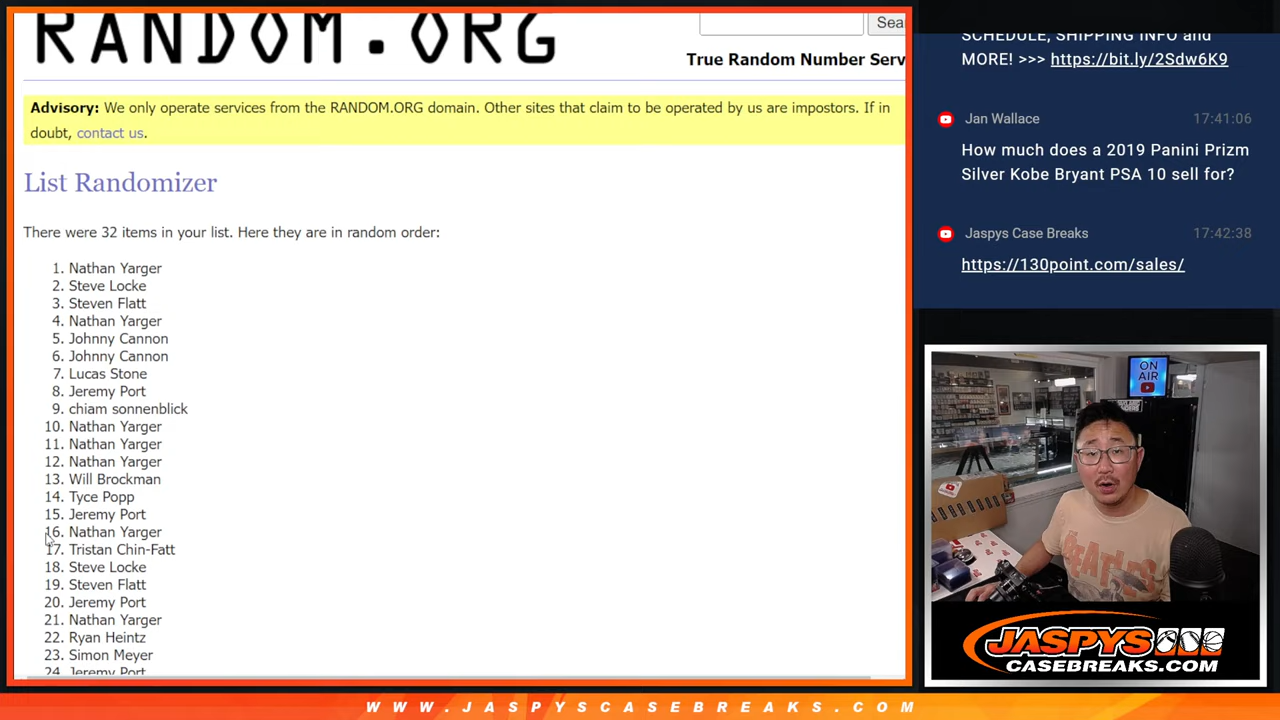 RANDOM.ORG
Sea
True Random Number Serv
Advisory: We only operate services from the RANDOM.ORG domain. Other sites that claim to be operated by us are impostors. If in
doubt, contact us.
List Randomizer
There were 32 items in your list. Here they are in random order:
1. Nathan Yarger
2. Steve Locke
3. Steven Flatt
4. Nathan Yarger
5. Johnny Cannon
6. Johnny Cannon
7. Lucas Stone
8. Jeremy Port
9. chiam sonnenblick
10. Nathan Yarger
11. Nathan Yarger
12. Nathan Yarger
13. Will Brockman
14. Tyce Popp
15. Jeremy Port
16. Nathan Yarger
17. Tristan Chin-Fatt
18. Steve Locke
19. Steven Flatt
20. Jeremy Port
21. Nathan Yarger
22. Ryan Heintz
23. Simon Meyer
24. Jeremy Port
SCHEDULE, SHIPPING INFO and
MORE! >>> https://bit.ly/2Sdw6K9
Jan Wallace 17:41:06
How much does a 2019 Panini Prizm
Silver Kobe Bryant PSA 10 sell for?
Jaspys Case Breaks 17:42:38
https://130point.com/sales/
ON
AIR
BEATLES
JASPYS
CASEBREAKS.COM
WWW.JASPYSCASEBREAKS.COM